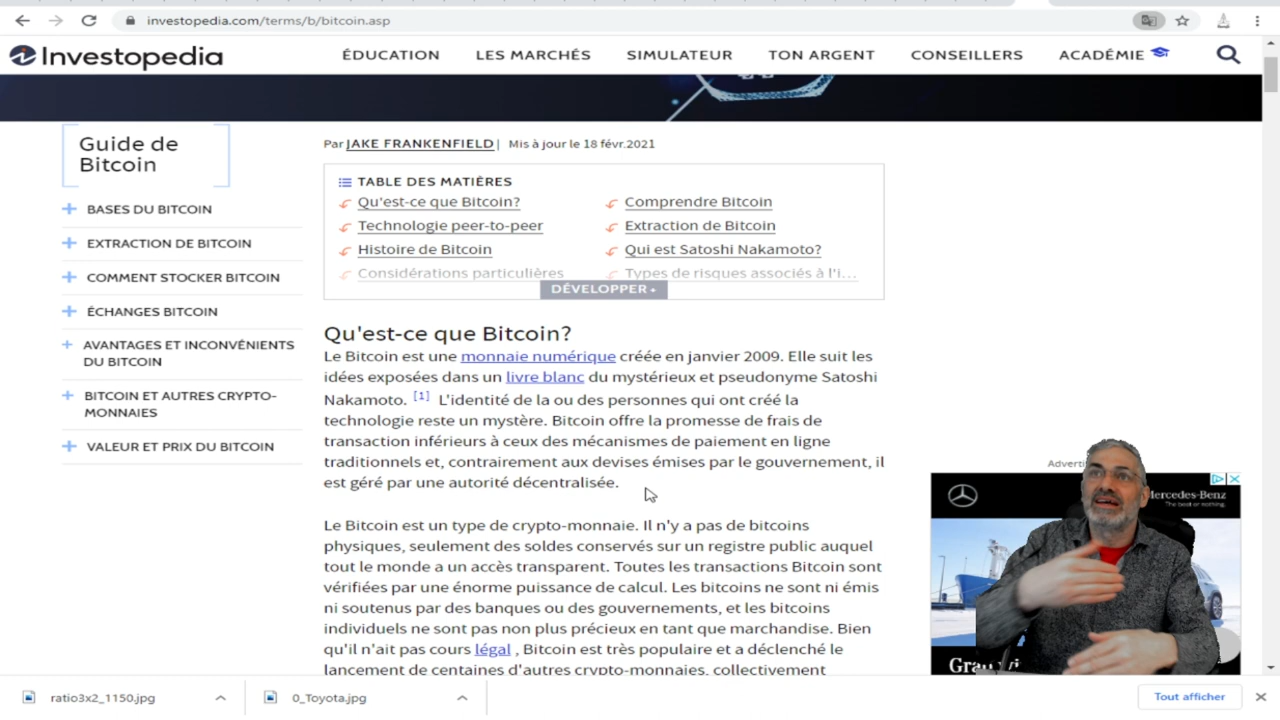 investopedia.com/terms/b/bitcoin.asp
Investopedia
ÉDUCATION LES MARCHÉS SIMULATEUR TON ARGENT CONSEILLERS ACADÉMIE
Guide de
Bitcoin
BASES DU BITCOIN
EXTRACTION DE BITCOIN
COMMENT STOCKER BITCOIN
ÉCHANGES BITCOIN
AVANTAGES ET INCONVÉNIENTS
DU BITCOIN
BITCOIN ET AUTRES CRYPTO-
MONNAIES
VALEUR ET PRIX DU BITCOIN
Par JAKE FRANKENFIELD | Mis à jour le 18 févr.2021
TABLE DES MATIÈRES
Qu'est-ce que Bitcoin? Comprendre Bitcoin
Technologie peer-to-peer Extraction de Bitcoin
Histoire de Bitcoin Qui est Satoshi Nakamoto?
Considérations particulières Types de risques associés à l'i...
DÉVELOPPER +
Qu'est-ce que Bitcoin?
Le Bitcoin est une monnaie numérique créée en janvier 2009. Elle suit les
idées exposées dans un livre blanc du mystérieux et pseudonyme Satoshi
Nakamoto. [1] L'identité de la ou des personnes qui ont créé la
technologie reste un mystère. Bitcoin offre la promesse de frais de
transaction inférieurs à ceux des mécanismes de paiement en ligne
traditionnels et, contrairement aux devises émises par le gouvernement, il
est géré par une autorité décentralisée.
Le Bitcoin est un type de crypto-monnaie. Il n'y a pas de bitcoins
physiques, seulement des soldes conservés sur un registre public auquel
tout le monde a un accès transparent. Toutes les transactions Bitcoin sont
vérifiées par une énorme puissance de calcul. Les bitcoins ne sont ni émis
ni soutenus par des banques ou des gouvernements, et les bitcoins
individuels ne sont pas non plus précieux en tant que marchandise. Bien
qu'il n'ait pas cours légal , Bitcoin est très populaire et a déclenché le
lancement de centaines d'autres crypto-monnaies, collectivement
Mercedes-Benz
The best or nothing.
ratio3x2_1150.jpg
0_Toyota.jpg
Tout afficher